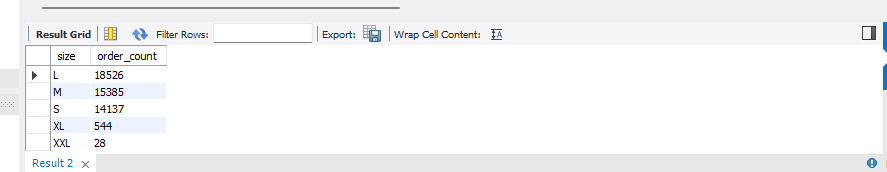 Result Grid Filter Rows: Export: Wrap Cell Content:
size order_count
L 18526
M 15385
S 14137
XL 544
XXL 28
Result 2